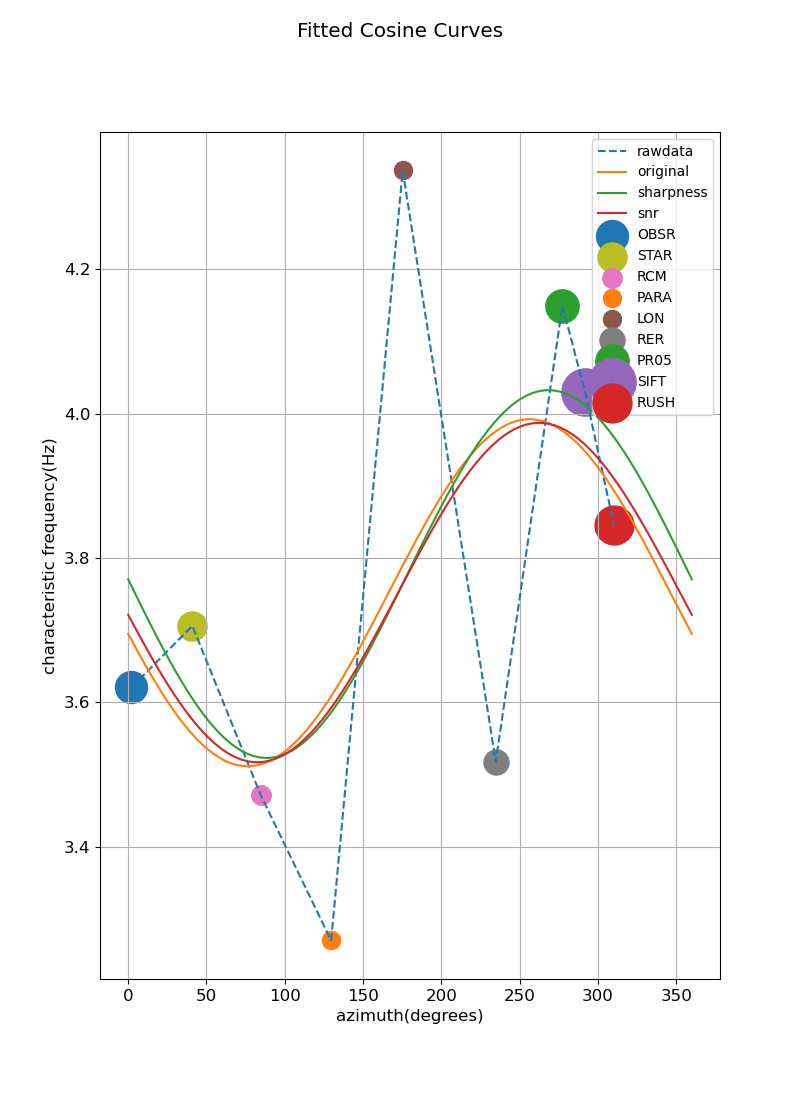 Fitted Cosine Curves
rawdata
original
sharpness
snr
OBSR
STAR
RCM
PARA
LON
RER
PR05
SIFT
RUSH
4.2
4.0
3.8
3.6
3.4
characteristic frequency(Hz)
0 50 100 150 200 250 300 350
azimuth(degrees)